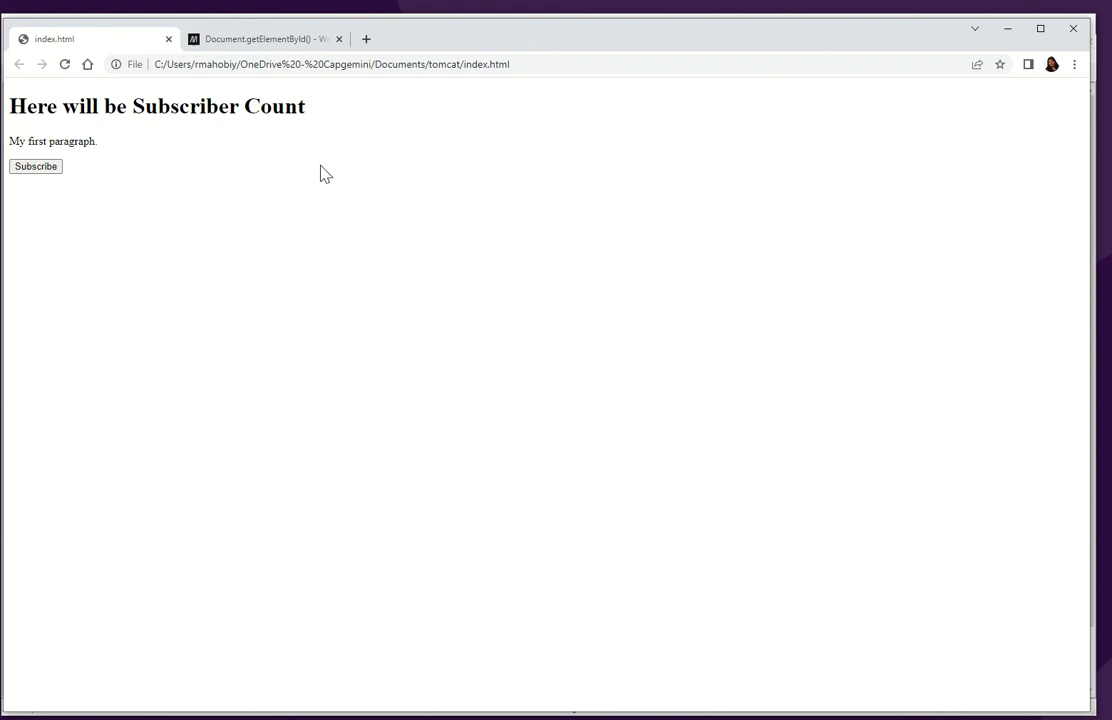 index.html
Document.getElementById() - We
File
C:/Users/rmahobiy/OneDrive%20-%20Capgemini/Documents/tomcat/index.html
Here will be Subscriber Count
My first paragraph.
Subscribe